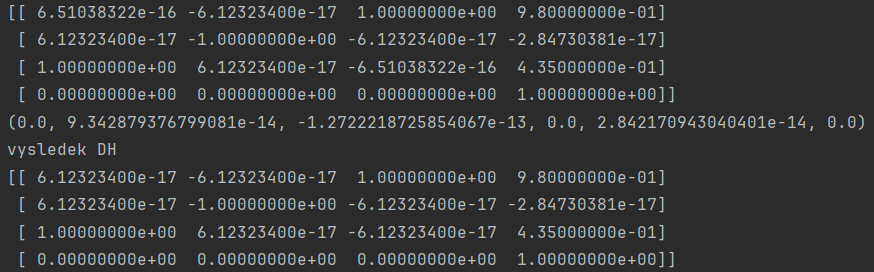 [[ 6.51038322e-16 -6.12323400e-17  1.00000000e+00  9.80000000e-01]
 [ 6.12323400e-17 -1.00000000e+00 -6.12323400e-17 -2.84730381e-17]
 [ 1.00000000e+00  6.12323400e-17 -6.51038322e-16  4.35000000e-01]
 [ 0.00000000e+00  0.00000000e+00  0.00000000e+00  1.00000000e+00]]
(0.0, 9.342879376799081e-14, -1.2722218725854067e-13, 0.0, 2.842170943040401e-14, 0.0)
vysledek DH
[[ 6.12323400e-17 -6.12323400e-17  1.00000000e+00  9.80000000e-01]
 [ 6.12323400e-17 -1.00000000e+00 -6.12323400e-17 -2.84730381e-17]
 [ 1.00000000e+00  6.12323400e-17 -6.12323400e-17  4.35000000e-01]
 [ 0.00000000e+00  0.00000000e+00  0.00000000e+00  1.00000000e+00]]